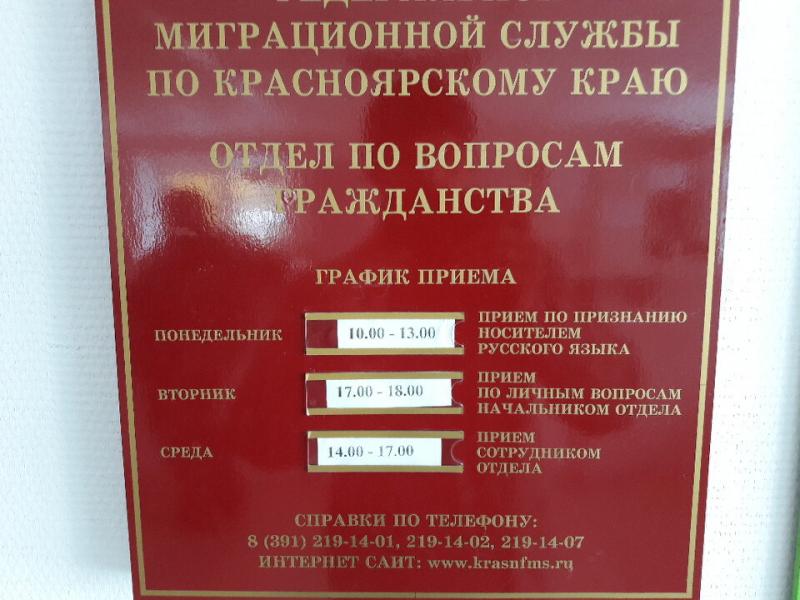 МИГРАЦИОННОЙ СЛУЖБЫ
ПО КРАСНОЯРСКОМУ КРАЮ
ОТДЕЛ ПО ВОПРОСАМ
ГРАЖДАНСТВА
ГРАФИК ПРИЕМА
ПОНЕДЕЛЬНИК
10.00 - 13.00
ПРИЕМ ПО ПРИЗНАНИЮ
НОСИТЕЛЕМ
РУССКОГО ЯЗЫКА
ВТОРНИК
17.00 - 18.00
ПРИЕМ
ПО ЛИЧНЫМ ВОПРОСАМ
НАЧАЛЬНИКОМ ОТДЕЛА
СРЕДА
14.00 - 17.00
ПРИЕМ
СОТРУДНИКОМ
ОТДЕЛА
СПРАВКИ ПО ТЕЛЕФОНУ:
8 (391) 219-14-01, 219-14-02, 219-14-07
ИНТЕРНЕТ САИТ: www.krasnfms.ru